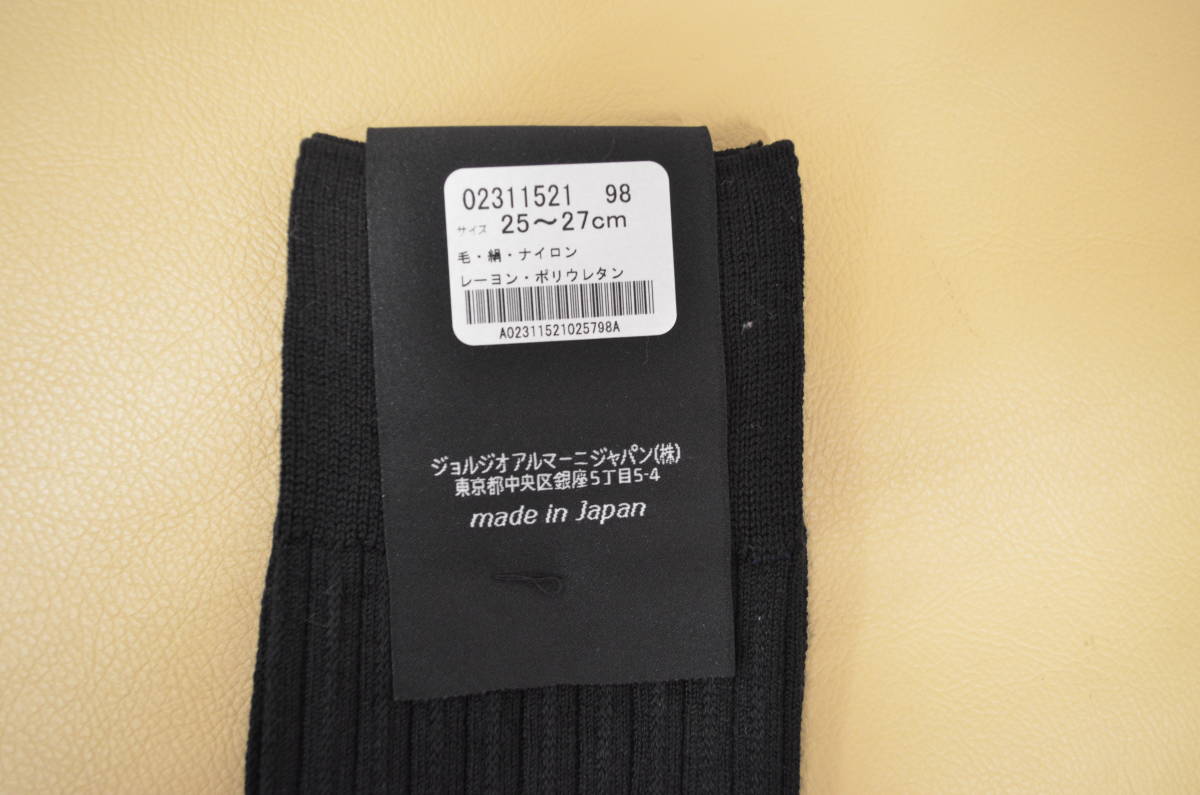 02311521 98
サイズ 25～27cm
毛・絹・ナイロン
レーヨン・ポリウレタン
A02311521025798A
ジョルジオアルマーニジャパン(株)
東京都中央区銀座5丁目5-4
made in Japan